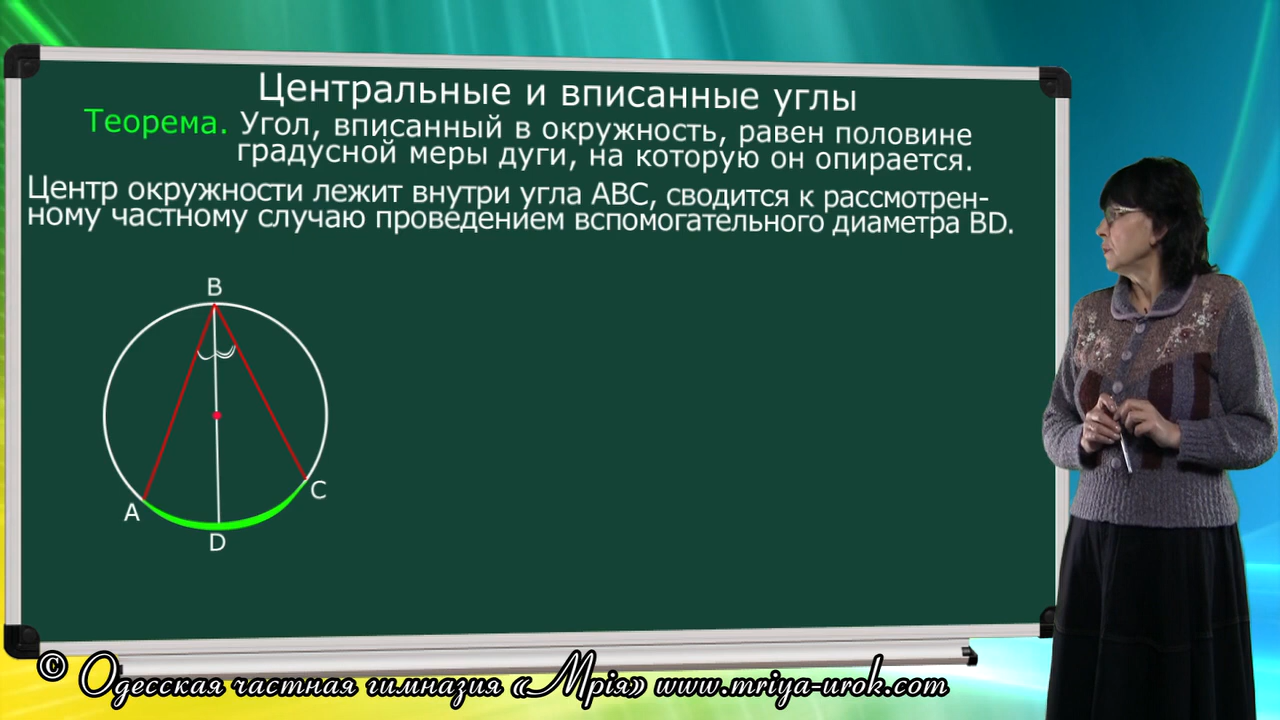 Центральные и вписанные углы
Теорема. Угол, вписанный в окружность, равен половине
градусной меры дуги, на которую он опирается.
Центр окружности лежит внутри угла ABC, сводится к рассмотрен-
ному частному случаю проведением вспомогательного диаметра BD.
B
A
C
D
© Одесская частная гимназия «Мрія» www.mriya-urok.com